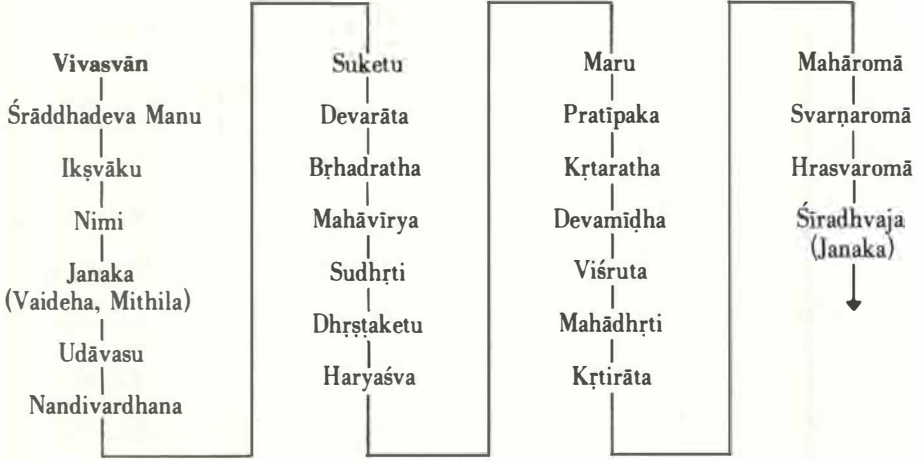 Vivasvān
Śrāddhadeva Manu
Ikṣvāku
Nimi
Janaka
(Vaideha, Mithila)
Udāvasu
Nandivardhana
Suketu
Devarāta
Bṛhadratha
Mahāvīrya
Sudhṛti
Dhṛṣṭaketu
Haryaśva
Maru
Pratīpaka
Kṛtaratha
Devamīḍha
Viśruta
Mahādhṛti
Kṛtirāta
Mahāromā
Svarṇaromā
Hrasvaromā
Śīradhvaja
(Janaka)